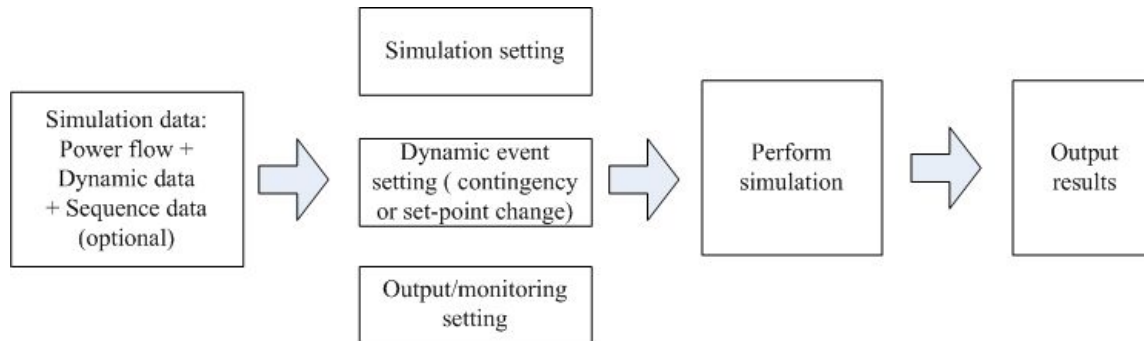 Simulation data:
Power flow +
Dynamic data
+ Sequence data
(optional)
Simulation setting
Dynamic event
setting ( contingency
or set-point change)
Output/monitoring
setting
Perform
simulation
Output
results